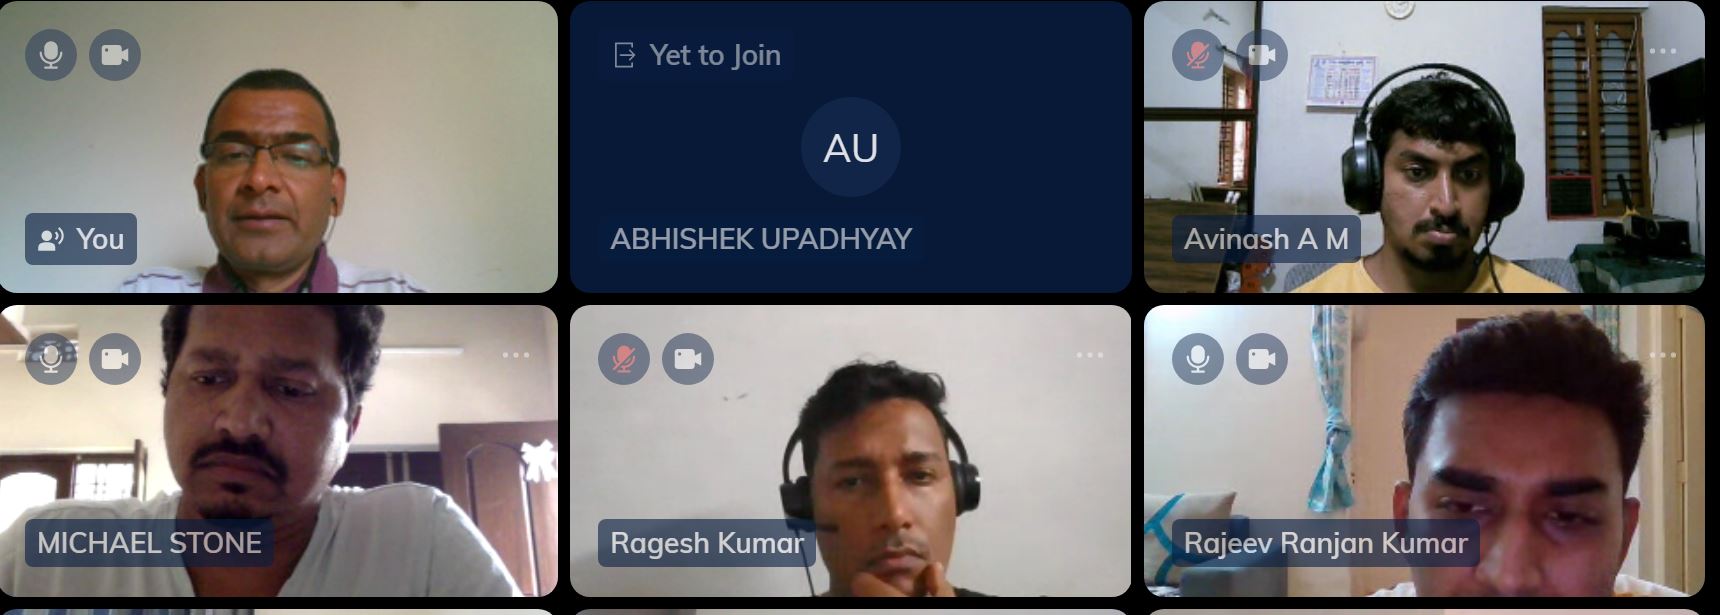 Yet to Join
AU
You
ABHISHEK UPADHYAY
Avinash A M
MICHAEL STONE
Ragesh Kumar
Rajeev Ranjan Kumar